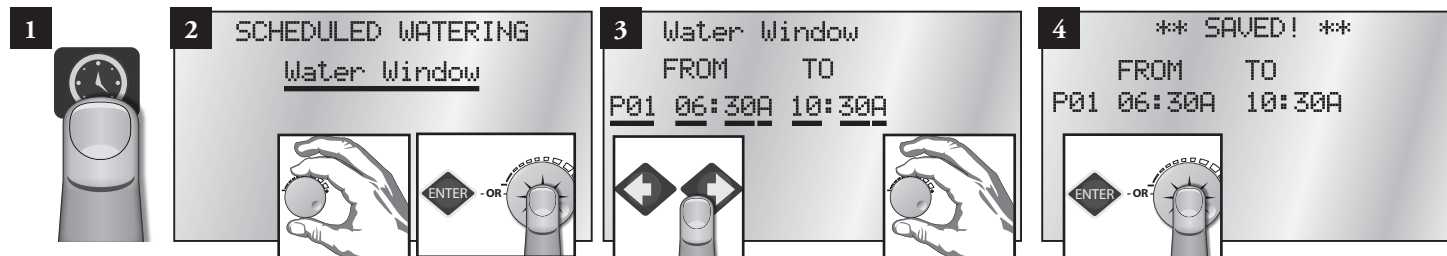 1
2
SCHEDULED WATERING
Water Window
ENTER
- OR-
3
Water Window
FROM TO
P01 06:30A 10:30A
4
** SAVED! **
FROM TO
P01 06:30A 10:30A
ENTER
- OR-